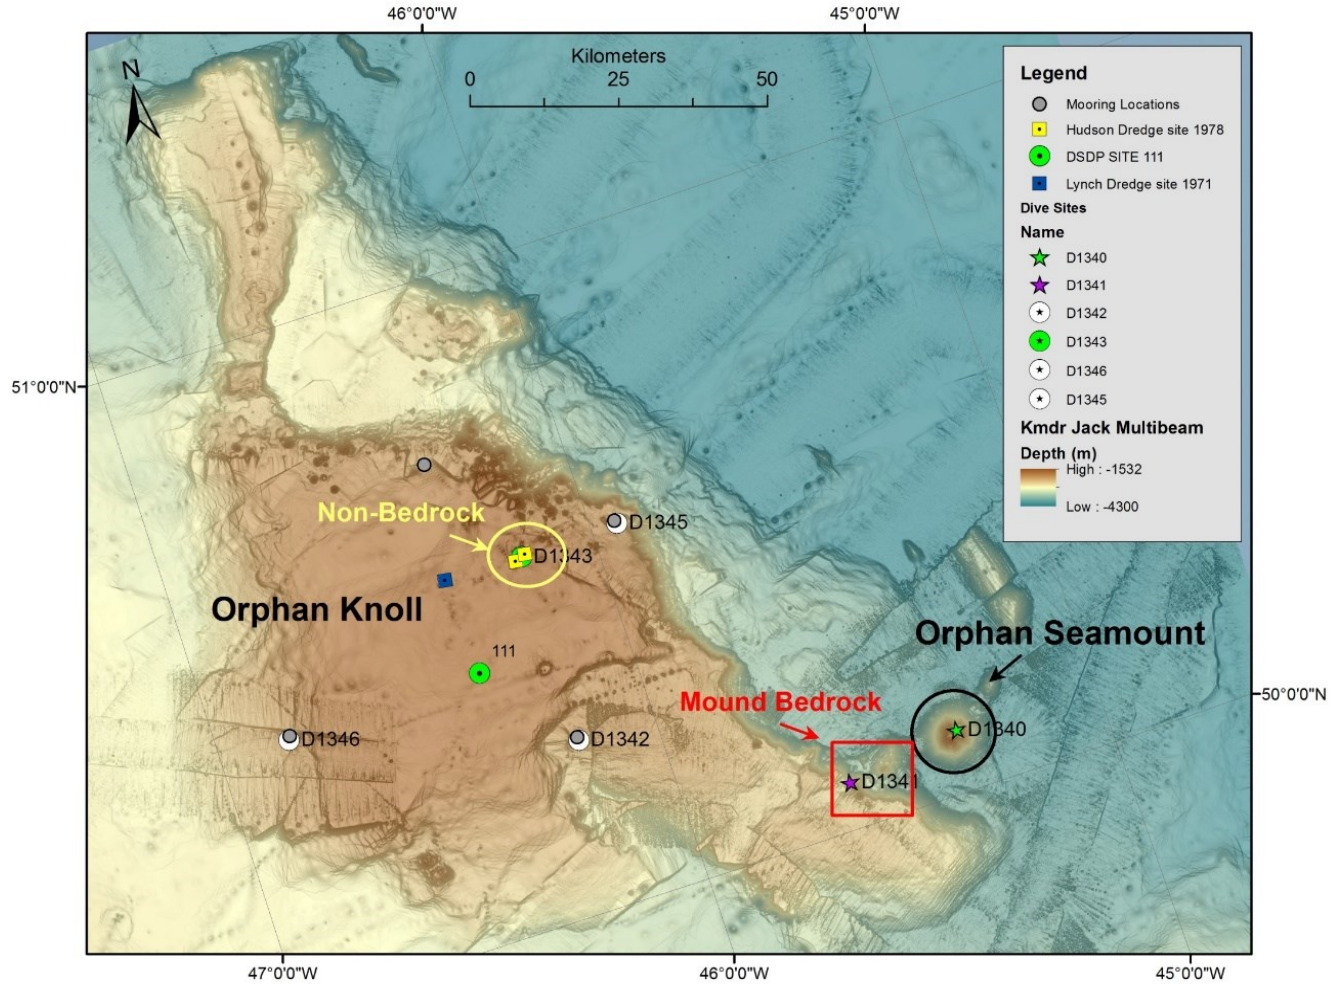 46°0'0"W
45°0'0"W
N
Kilometers
0 25 50
Legend
Mooring Locations
Hudson Dredge site 1978
DSDP SITE 111
Lynch Dredge site 1971
Dive Sites
Name
D1340
D1341
D1342
D1343
D1346
D1345
Kmdr Jack Multibeam
Depth (m)
High : -1532
Low : -4300
51°0'0"N
Non-Bedrock
D1345
D1343
Orphan Knoll
Orphan Seamount
111
Mound Bedrock
50°0'0"N
D1346
D1342
D1340
D1341
47°0'0"W
46°0'0"W
45°0'0"W